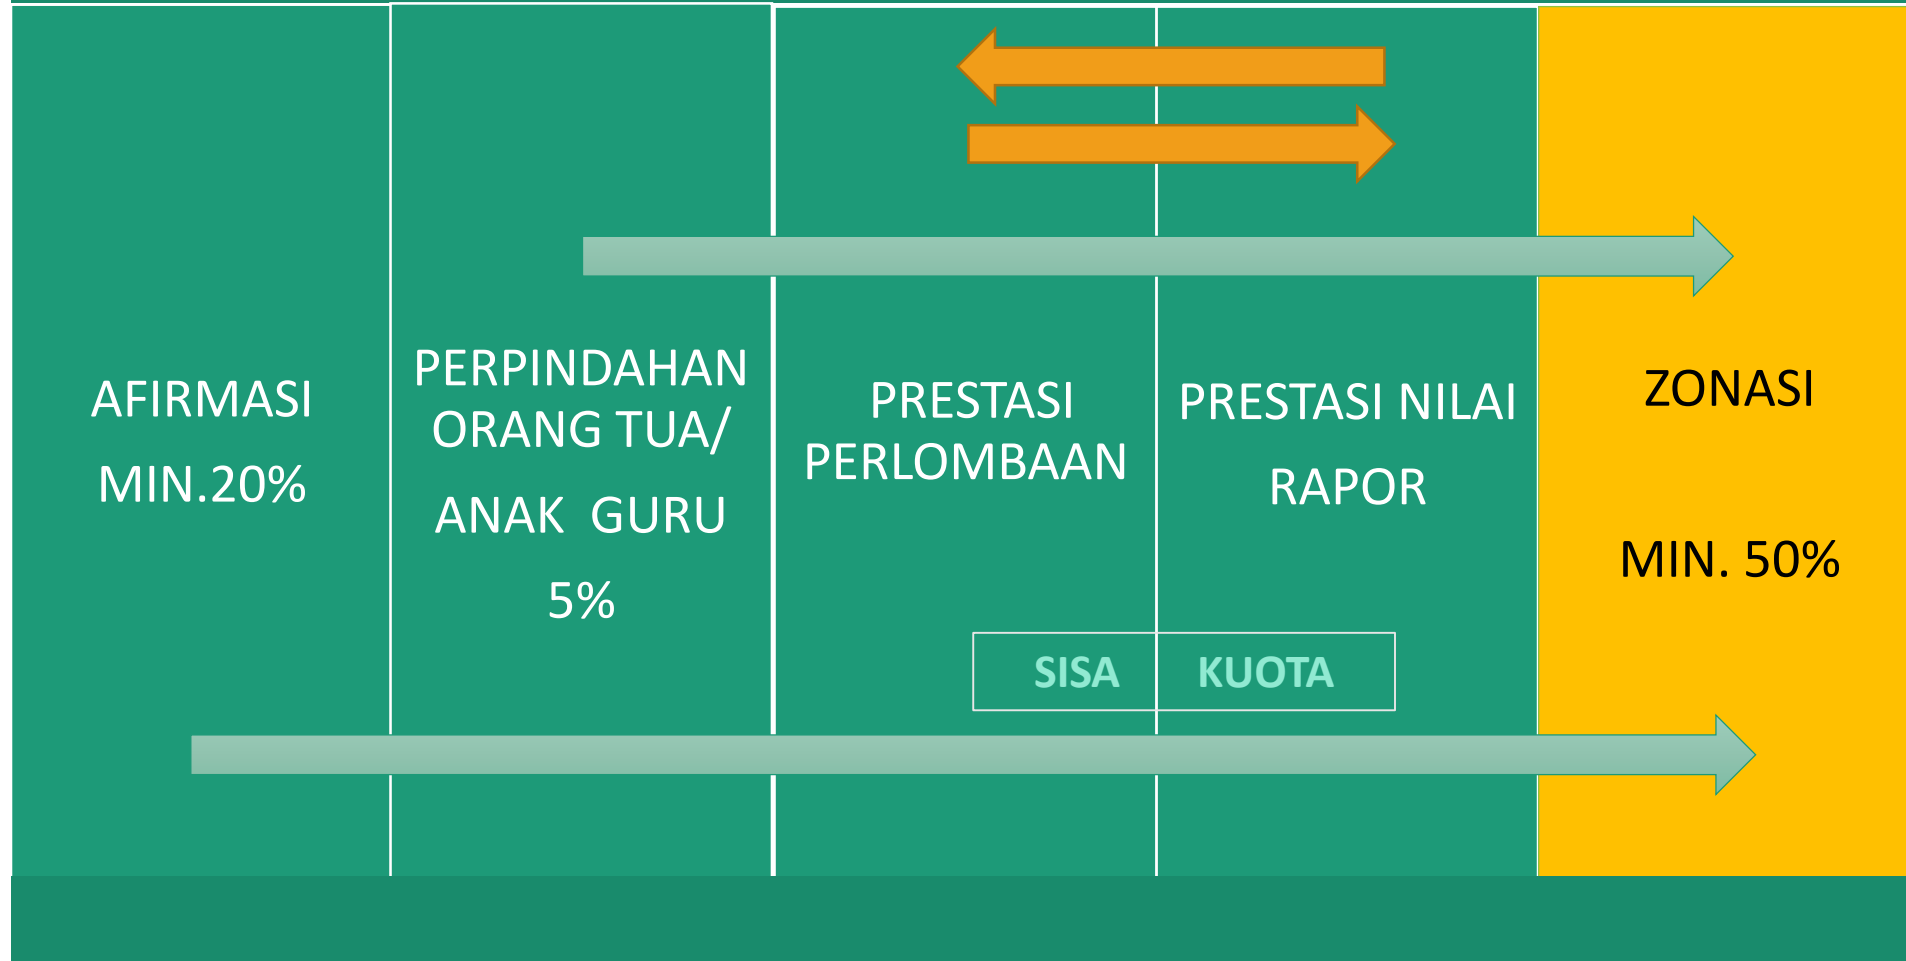 AFIRMASI
MIN.20%
PERPINDAHAN
ORANG TUA/
ANAK GURU
5%
PRESTASI
PERLOMBAAN
PRESTASI NILAI
RAPOR
SISA KUOTA
ZONASI
MIN. 50%